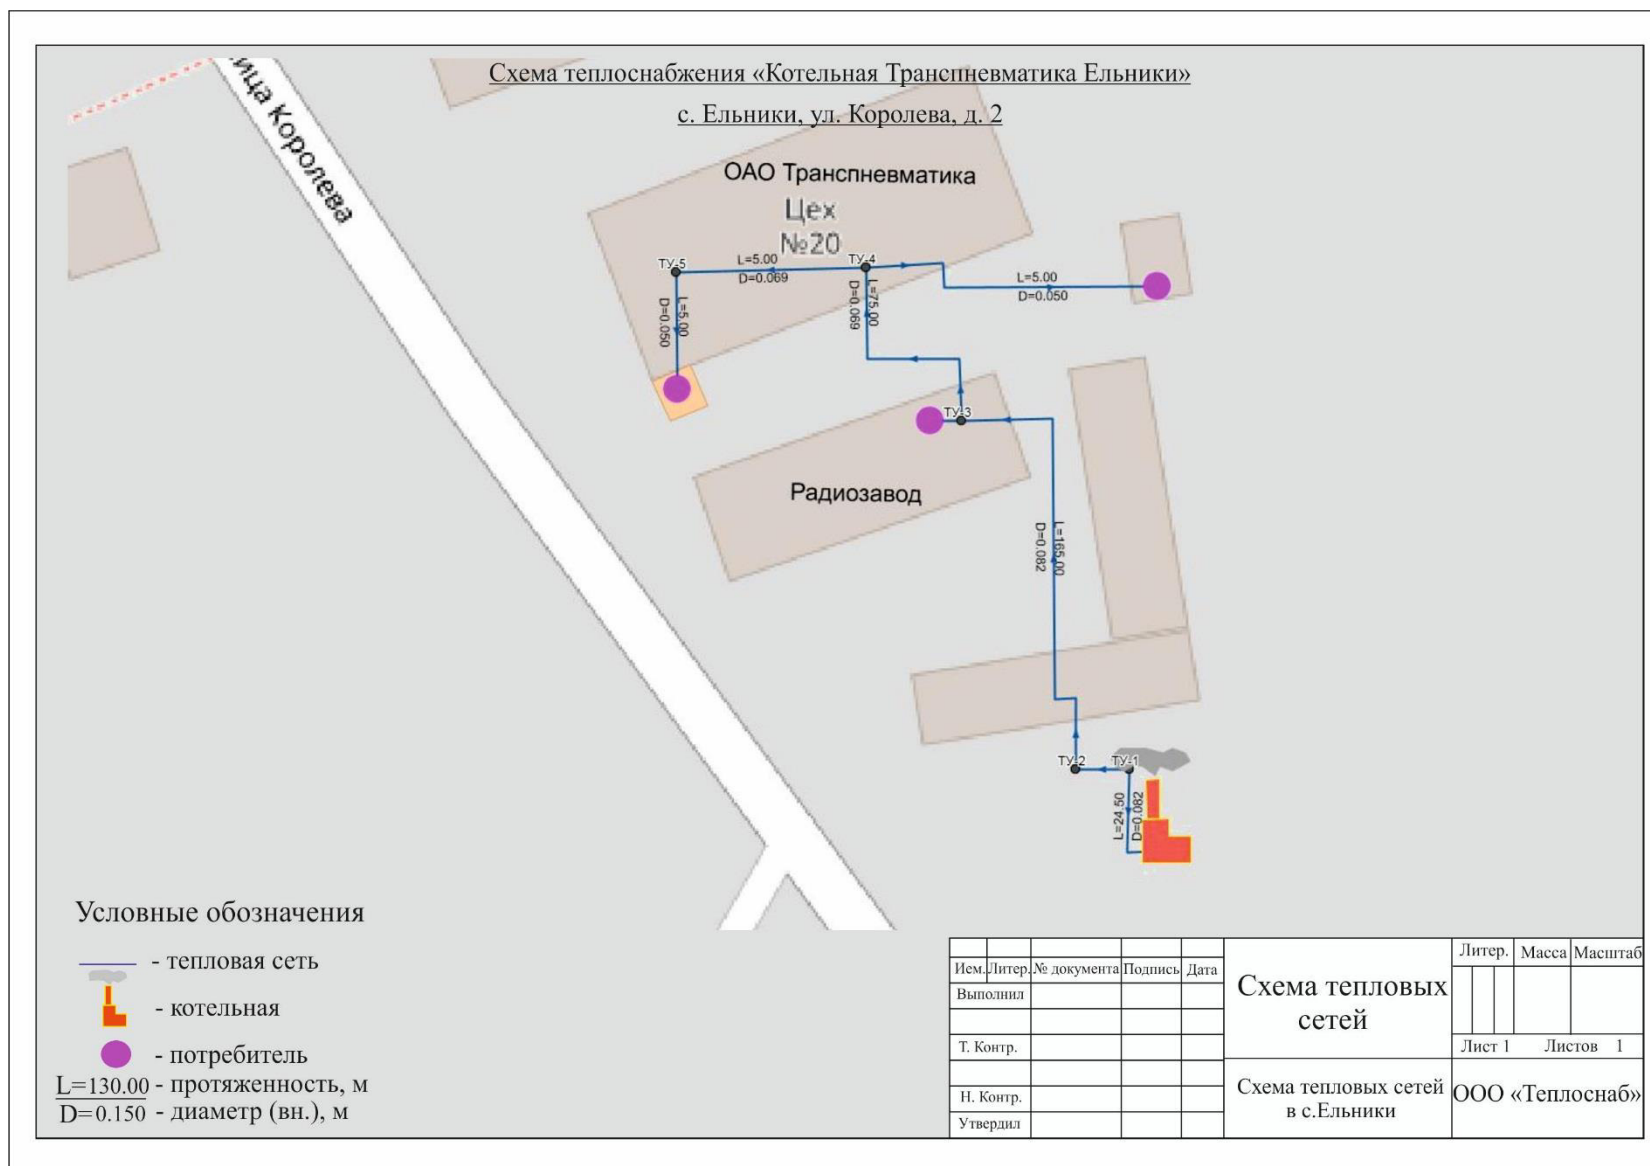 Схема теплоснабжения «Котельная Транспневматика Ельники»
с. Ельники, ул. Королева, д. 2
ица Королева
ОАО Транспневматика
Цех
№20
ТУ-5
L=5.00
D=0.069
ТУ-4
L=5.00
D=0.050
L=5.00
D=0.050
L=75.00
D=0.069
ТУ-3
Радиозавод
L=165.00
D=0.082
ТУ-2
ТУ-1
L=24.50
D=0.082
Условные обозначения
- тепловая сеть
- котельная
- потребитель
L=130.00 - протяженность, м
D=0.150 - диаметр (вн.), м
Ием. Литер. № документа Подпись Дата
Выполнил
Т. Контр.
Н. Контр.
Утвердил
Схема тепловых
сетей
Схема тепловых сетей
в с.Ельники
Литер. Масса Масштаб
Лист 1 Листов 1
ООО «Теплоснаб»